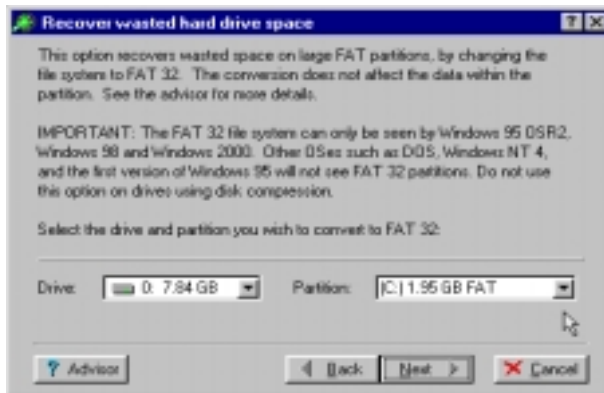 Recover wasted hard drive space
This option recovers wasted space on large FAT partitions, by changing the
file system to FAT 32. The conversion does not affect the data within the
partition. See the advisor for more details.
IMPORTANT: The FAT 32 file system can only be seen by Windows 95 OSR2,
Windows 98 and Windows 2000. Other OSes such as DOS, Windows NT 4,
and the first version of Windows 95 will not see FAT 32 partitions. Do not use
this option on drives using disk compression.
Select the drive and partition you wish to convert to FAT 32:
Drive: 0: 7.84 GB Partition: (C:) 1.95 GB FAT
? Advisor Back Next Cancel